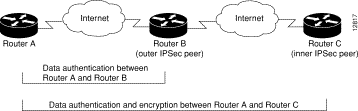 Internet
Internet
12817
Router A
Router B
(outer IPSec peer)
Router C
(inner IPSec peer)
Data authentication between
Router A and Router B
Data authentication and encryption between Router A and Router C